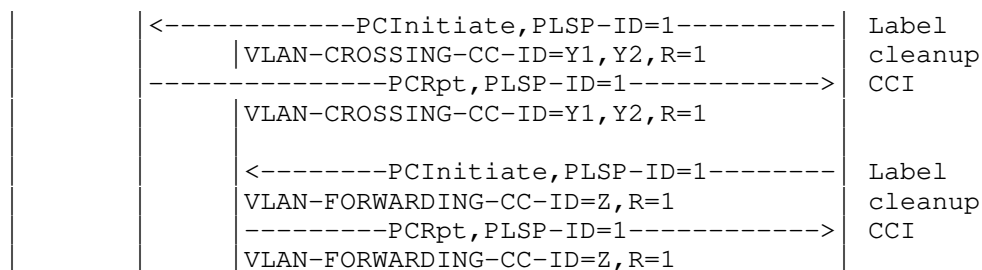 |       |<------------PCInitiate,PLSP-ID=1----------| Label
|       |       |VLAN-CROSSING-CC-ID=Y1,Y2,R=1       | cleanup
|       |---------------PCRpt,PLSP-ID=1------------>| CCI
|       |       |VLAN-CROSSING-CC-ID=Y1,Y2,R=1       |
|       |       |                                   |
|       |       |<--------PCInitiate,PLSP-ID=1--------| Label
|       |       |VLAN-FORWARDING-CC-ID=Z,R=1        | cleanup
|       |       |---------PCRpt,PLSP-ID=1------------>| CCI
|       |       |VLAN-FORWARDING-CC-ID=Z,R=1        |